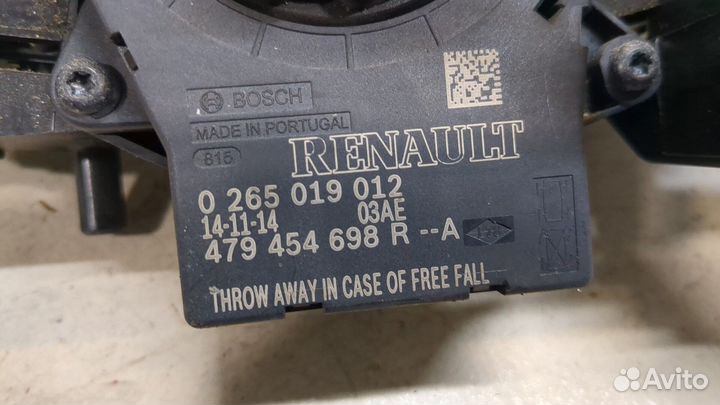 BOSCH
MADE IN PORTUGAL
815
RENAULT
0 265 019 012
14-11-14 03AE
479 454 698 R --A
THROW AWAY IN CASE OF FREE FALL
Avito